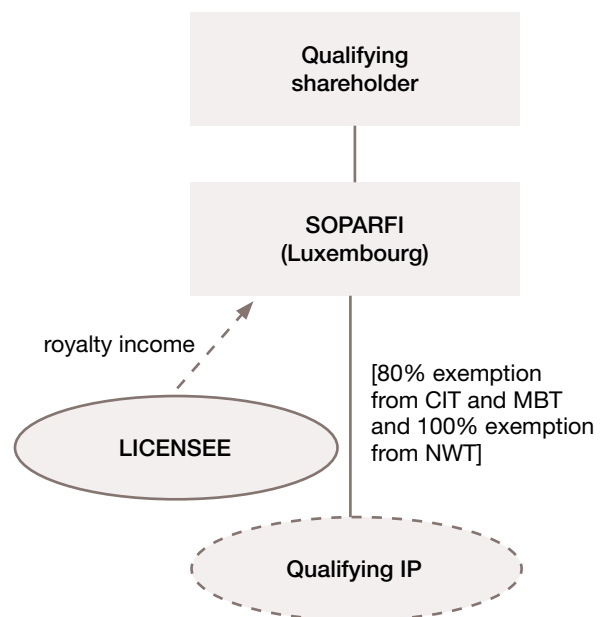 Qualifying
shareholder
SOPARFI
(Luxembourg)
royalty income
[80% exemption
from CIT and MBT
and 100% exemption
from NWT]
LICENSEE
Qualifying IP